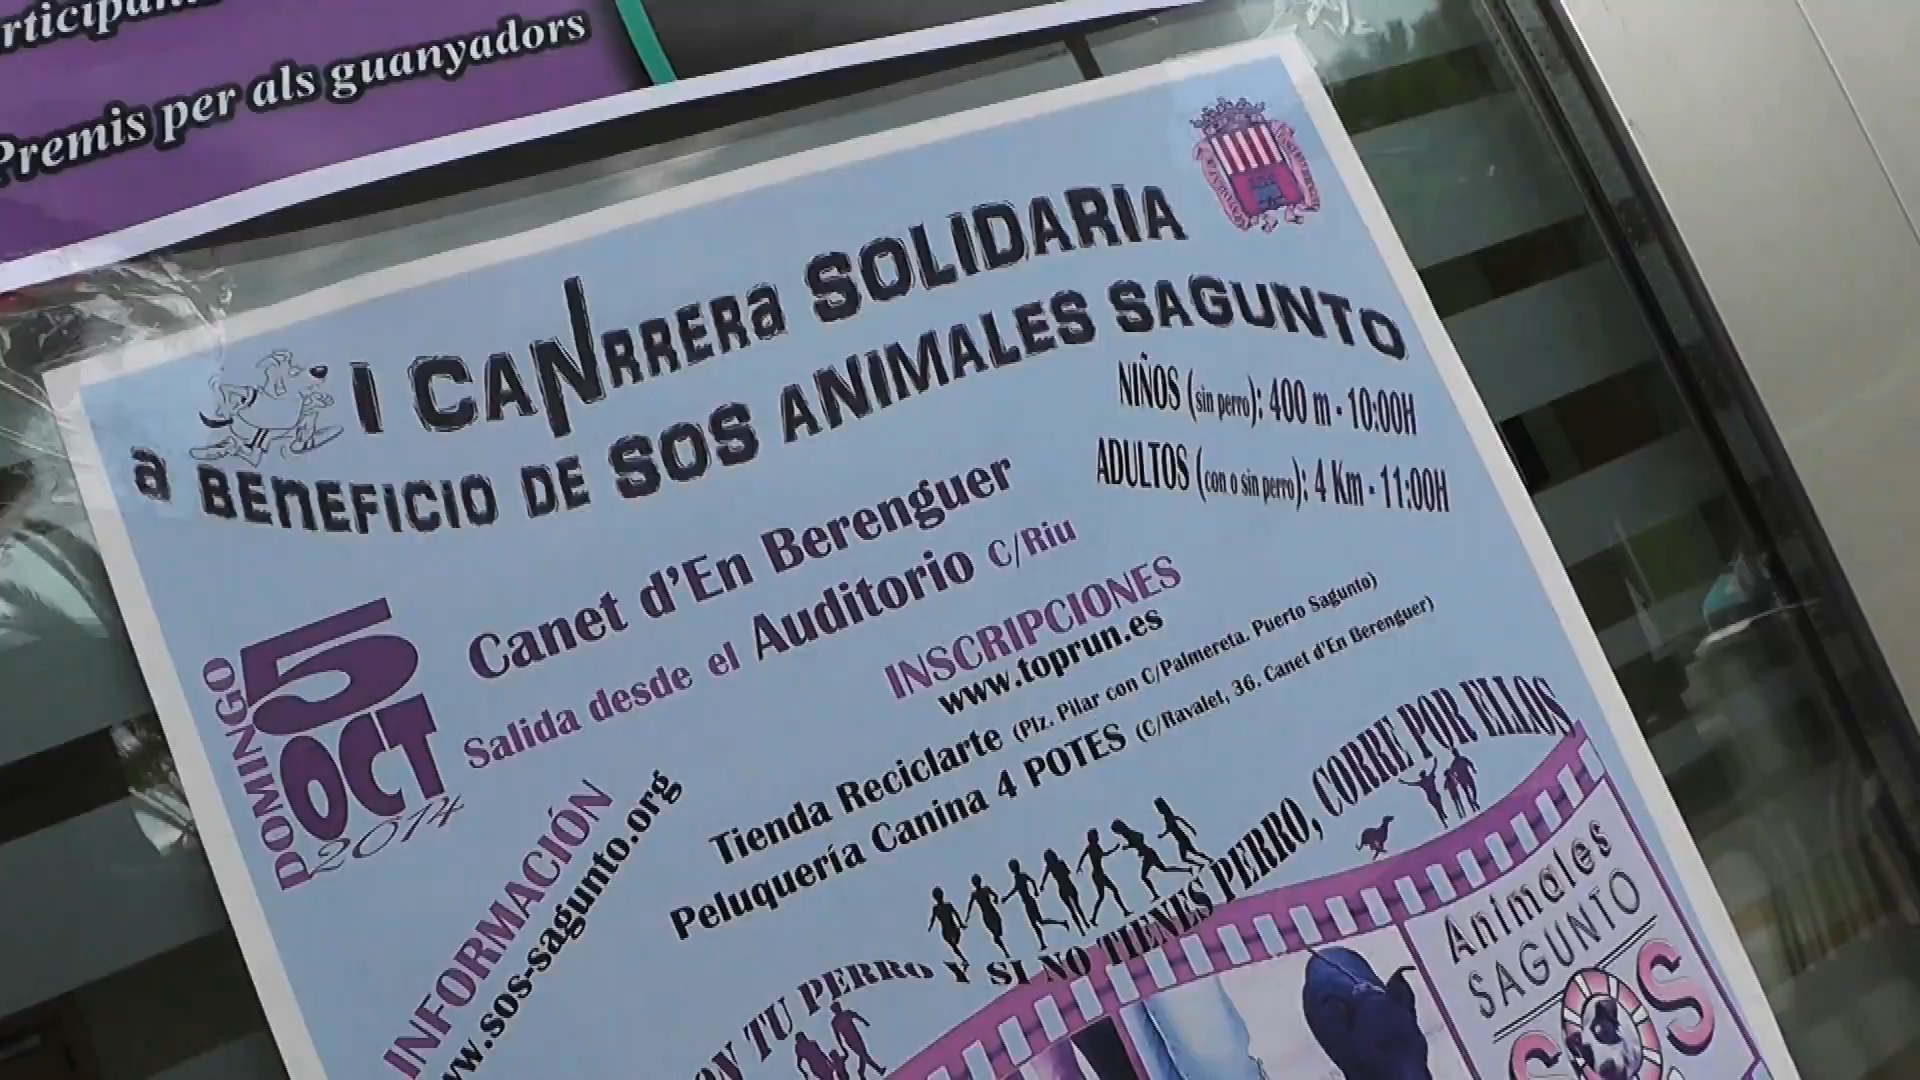 Premis per als guanyadors
I CANRRERa SOLIDARIA
a BENEFICIO DE SOS ANIMALES SAGUNTO
NIÑOS (sin perro): 400 m - 10:00H
ADULTOS (con o sin perro): 4 Km - 11:00H
DOMINGO
5
OCT
2014
Canet d'En Berenguer
Salida desde el Auditorio C/Riu
INSCRIPCIONES
www.toprun.es
Tienda Reciclarte (Plz. Pilar con C/Palmereta. Puerto Sagunto)
Peluquería Canina 4 POTES (C/Ravalet, 36. Canet d'En Berenguer)
INFORMACIÓN
www.sos-sagunto.org
TU PERRO Y SI NO TIENES PERRO, CORRE POR ELLOS
Animales
SAGUNTO
SOS